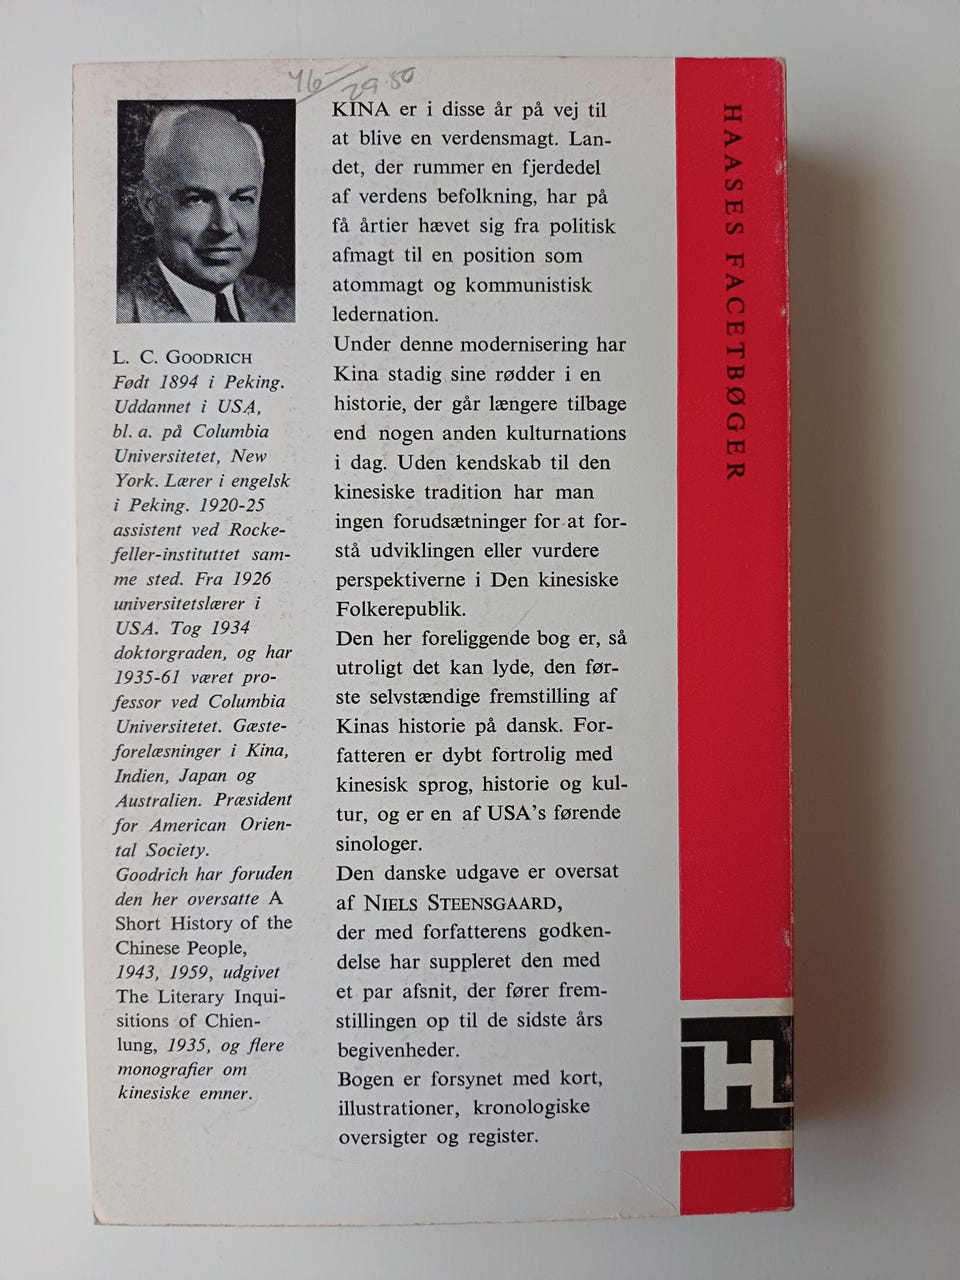 46/29.80
L. C. GOODRICH
Født 1894 i Peking.
Uddannet i USA,
bl. a. på Columbia
Universitetet, New
York. Lærer i engelsk
i Peking. 1920-25
assistent ved Rocke-
feller-instituttet sam-
me sted. Fra 1926
universitetslærer i
USA. Tog 1934
doktorgraden, og har
1935-61 været pro-
fessor ved Columbia
Universitetet. Gæste-
forelæsninger i Kina,
Indien, Japan og
Australien. Præsident
for American Orien-
tal Society.
Goodrich har foruden
den her oversatte A
Short History of the
Chinese People,
1943, 1959, udgivet
The Literary Inqui-
sitions of Chien-
lung, 1935, og flere
monografier om
kinesiske emner.
KINA er i disse år på vej til
at blive en verdensmagt. Lan-
det, der rummer en fjerdedel
af verdens befolkning, har på
få årtier hævet sig fra politisk
afmagt til en position som
atommagt og kommunistisk
ledernation.
Under denne modernisering har
Kina stadig sine rødder i en
historie, der går længere tilbage
end nogen anden kulturnations
i dag. Uden kendskab til den
kinesiske tradition har man
ingen forudsætninger for at for-
stå udviklingen eller vurdere
perspektiverne i Den kinesiske
Folkerepublik.
Den her foreliggende bog er, så
utroligt det kan lyde, den før-
ste selvstændige fremstilling af
Kinas historie på dansk. For-
fatteren er dybt fortrolig med
kinesisk sprog, historie og kul-
tur, og er en af USA's førende
sinologer.
Den danske udgave er oversat
af NIELS STEENSGAARD,
der med forfatterens godken-
delse har suppleret den med
et par afsnit, der fører frem-
stillingen op til de sidste års
begivenheder.
Bogen er forsynet med kort,
illustrationer, kronologiske
oversigter og register.
HAASES FACETBØGER
H